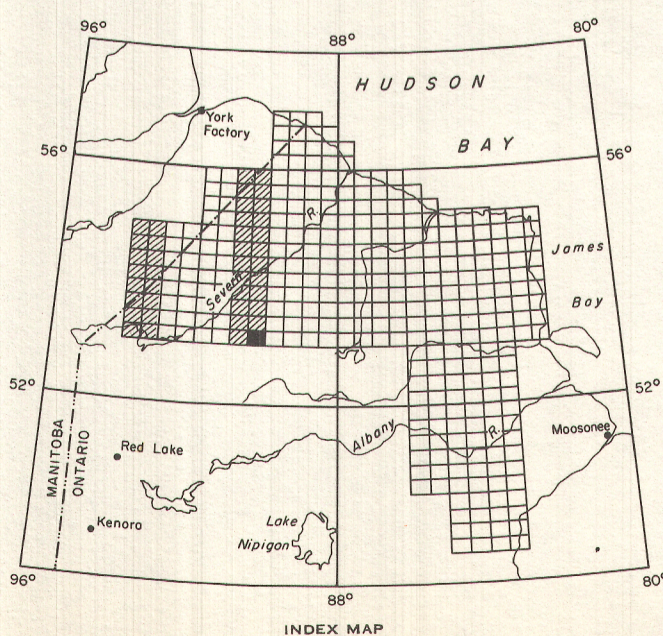 96°
88°
80°
HUDSON
York
Factory
BAY
56°
56°
R.
James
Severn
Bay
52°
52°
MANITOBA
ONTARIO
Albany
R.
Moosonee
Red Lake
Kenora
Lake
Nipigon
96°
88°
80°
INDEX MAP